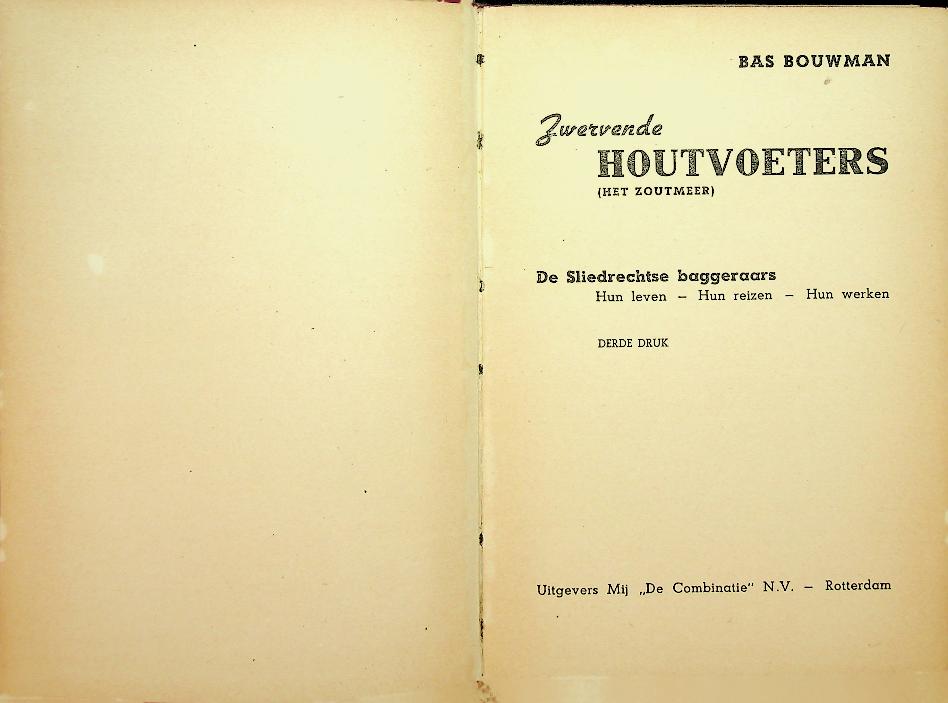 BAS BOUWMAN
Zwervende
HOUTVOETERS
(HET ZOUTMEER)
De Sliedrechtse baggeraars
Hun leven – Hun reizen – Hun werken
DERDE DRUK
Uitgevers Mij „De Combinatie" N.V. – Rotterdam